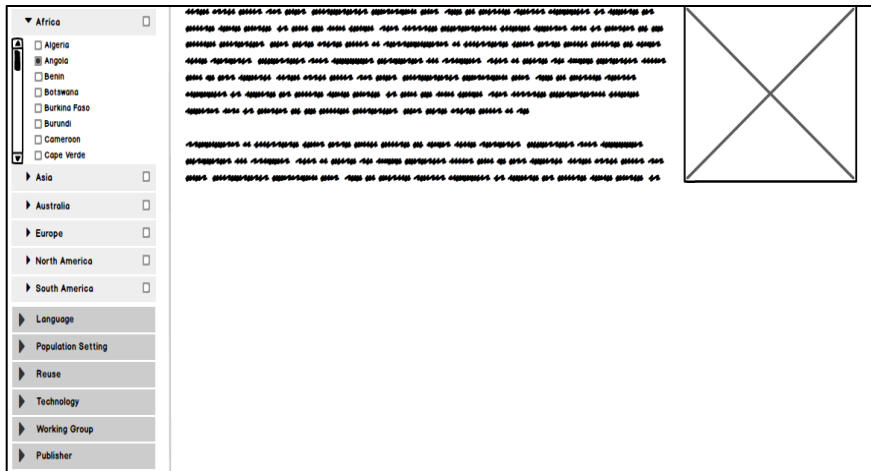 Africa
Algeria
Angola
Benin
Botswana
Burkina Faso
Burundi
Cameroon
Cape Verde
Asia
Australia
Europe
North America
South America
Language
Population Setting
Reuse
Technology
Working Group
Publisher